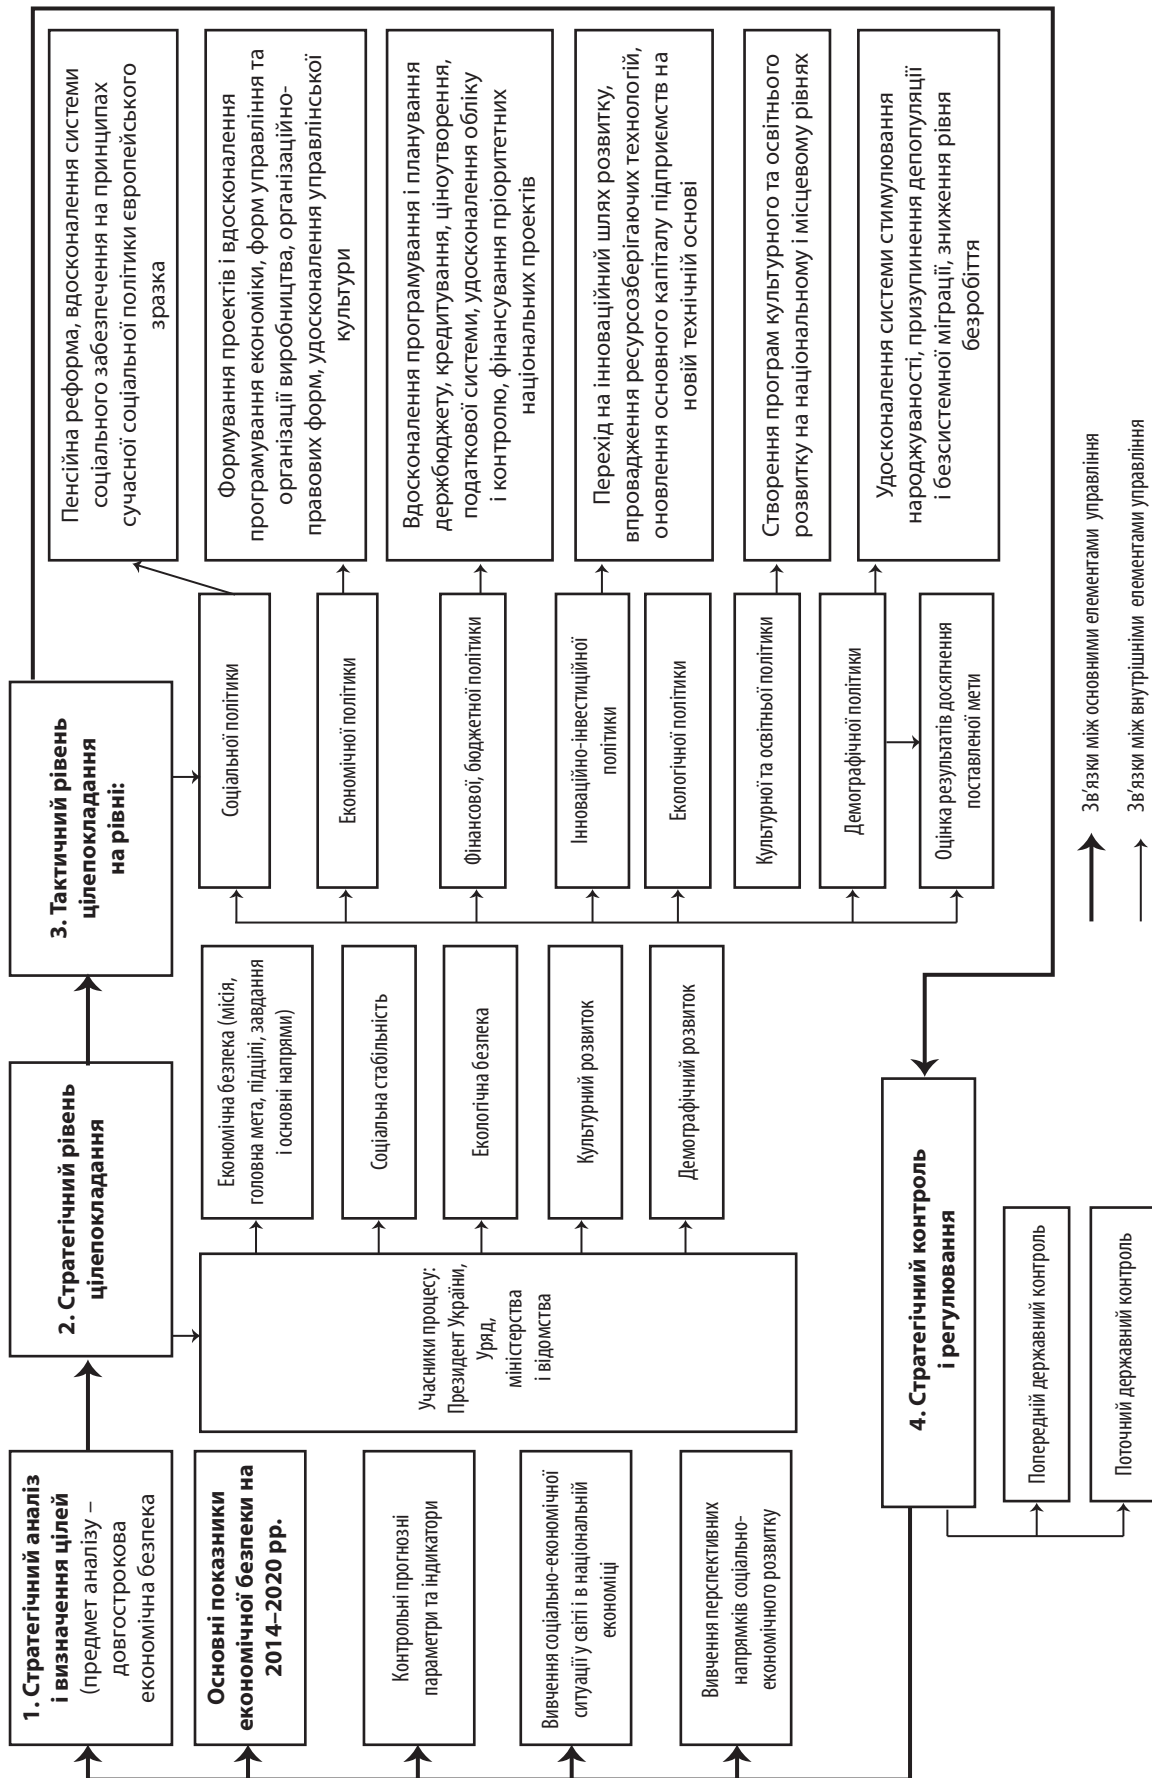 1. Стратегічний аналіз
і визначення цілей
(предмет аналізу –
довгострокова
економічна безпека
Основні показники
економічної безпеки на
2014–2020 рр.
Контрольні прогнозні
параметри та індикатори
Вивчення соціально-економічної
ситуації у світі і в національній
економіці
Вивчення перспективних
напрямків соціально-
економічного розвитку
2. Стратегічний рівень
цілепокладання
Учасники процесу:
Президент України,
Уряд,
міністерства
і відомства
Економічна безпека (місія,
головна мета, підцілі, завдання
і основні напрями)
Соціальна стабільність
Екологічна безпека
Культурний розвиток
Демографічний розвиток
3. Тактичний рівень
цілепокладання
на рівні:
Соціальної політики
Економічної політики
Фінансової, бюджетної політики
Інноваційно-інвестиційної
політики
Екологічної політики
Культурної та освітньої політики
Демографічної політики
Оцінка результатів досягнення
поставленої мети
Пенсійна реформа, вдосконалення системи
соціального забезпечення на принципах
сучасної соціальної політики європейського
зразка
Формування проектів і вдосконалення
програмування економіки, форм управління та
організації виробництва, організаційно-
правових форм, удосконалення управлінської
культури
Вдосконалення програмування і планування
держбюджету, кредитування, ціноутворення,
податкової системи, удосконалення обліку
і контролю, фінансування пріоритетних
національних проектів
Перехід на інноваційний шлях розвитку,
впровадження ресурсозберігаючих технологій,
оновлення основного капіталу підприємств на
новій технічній основі
Створення програм культурного та освітнього
розвитку на національному і місцевому рівнях
Удосконалення системи стимулювання
народжуваності, призупинення депопуляції
і безсистемної міграції, зниження рівня
безробіття
4. Стратегічний контроль
і регулювання
Попередній державний контроль
Поточний державний контроль
Зв'язки між основними елементами управління
Зв'язки між внутрішніми елементами управління